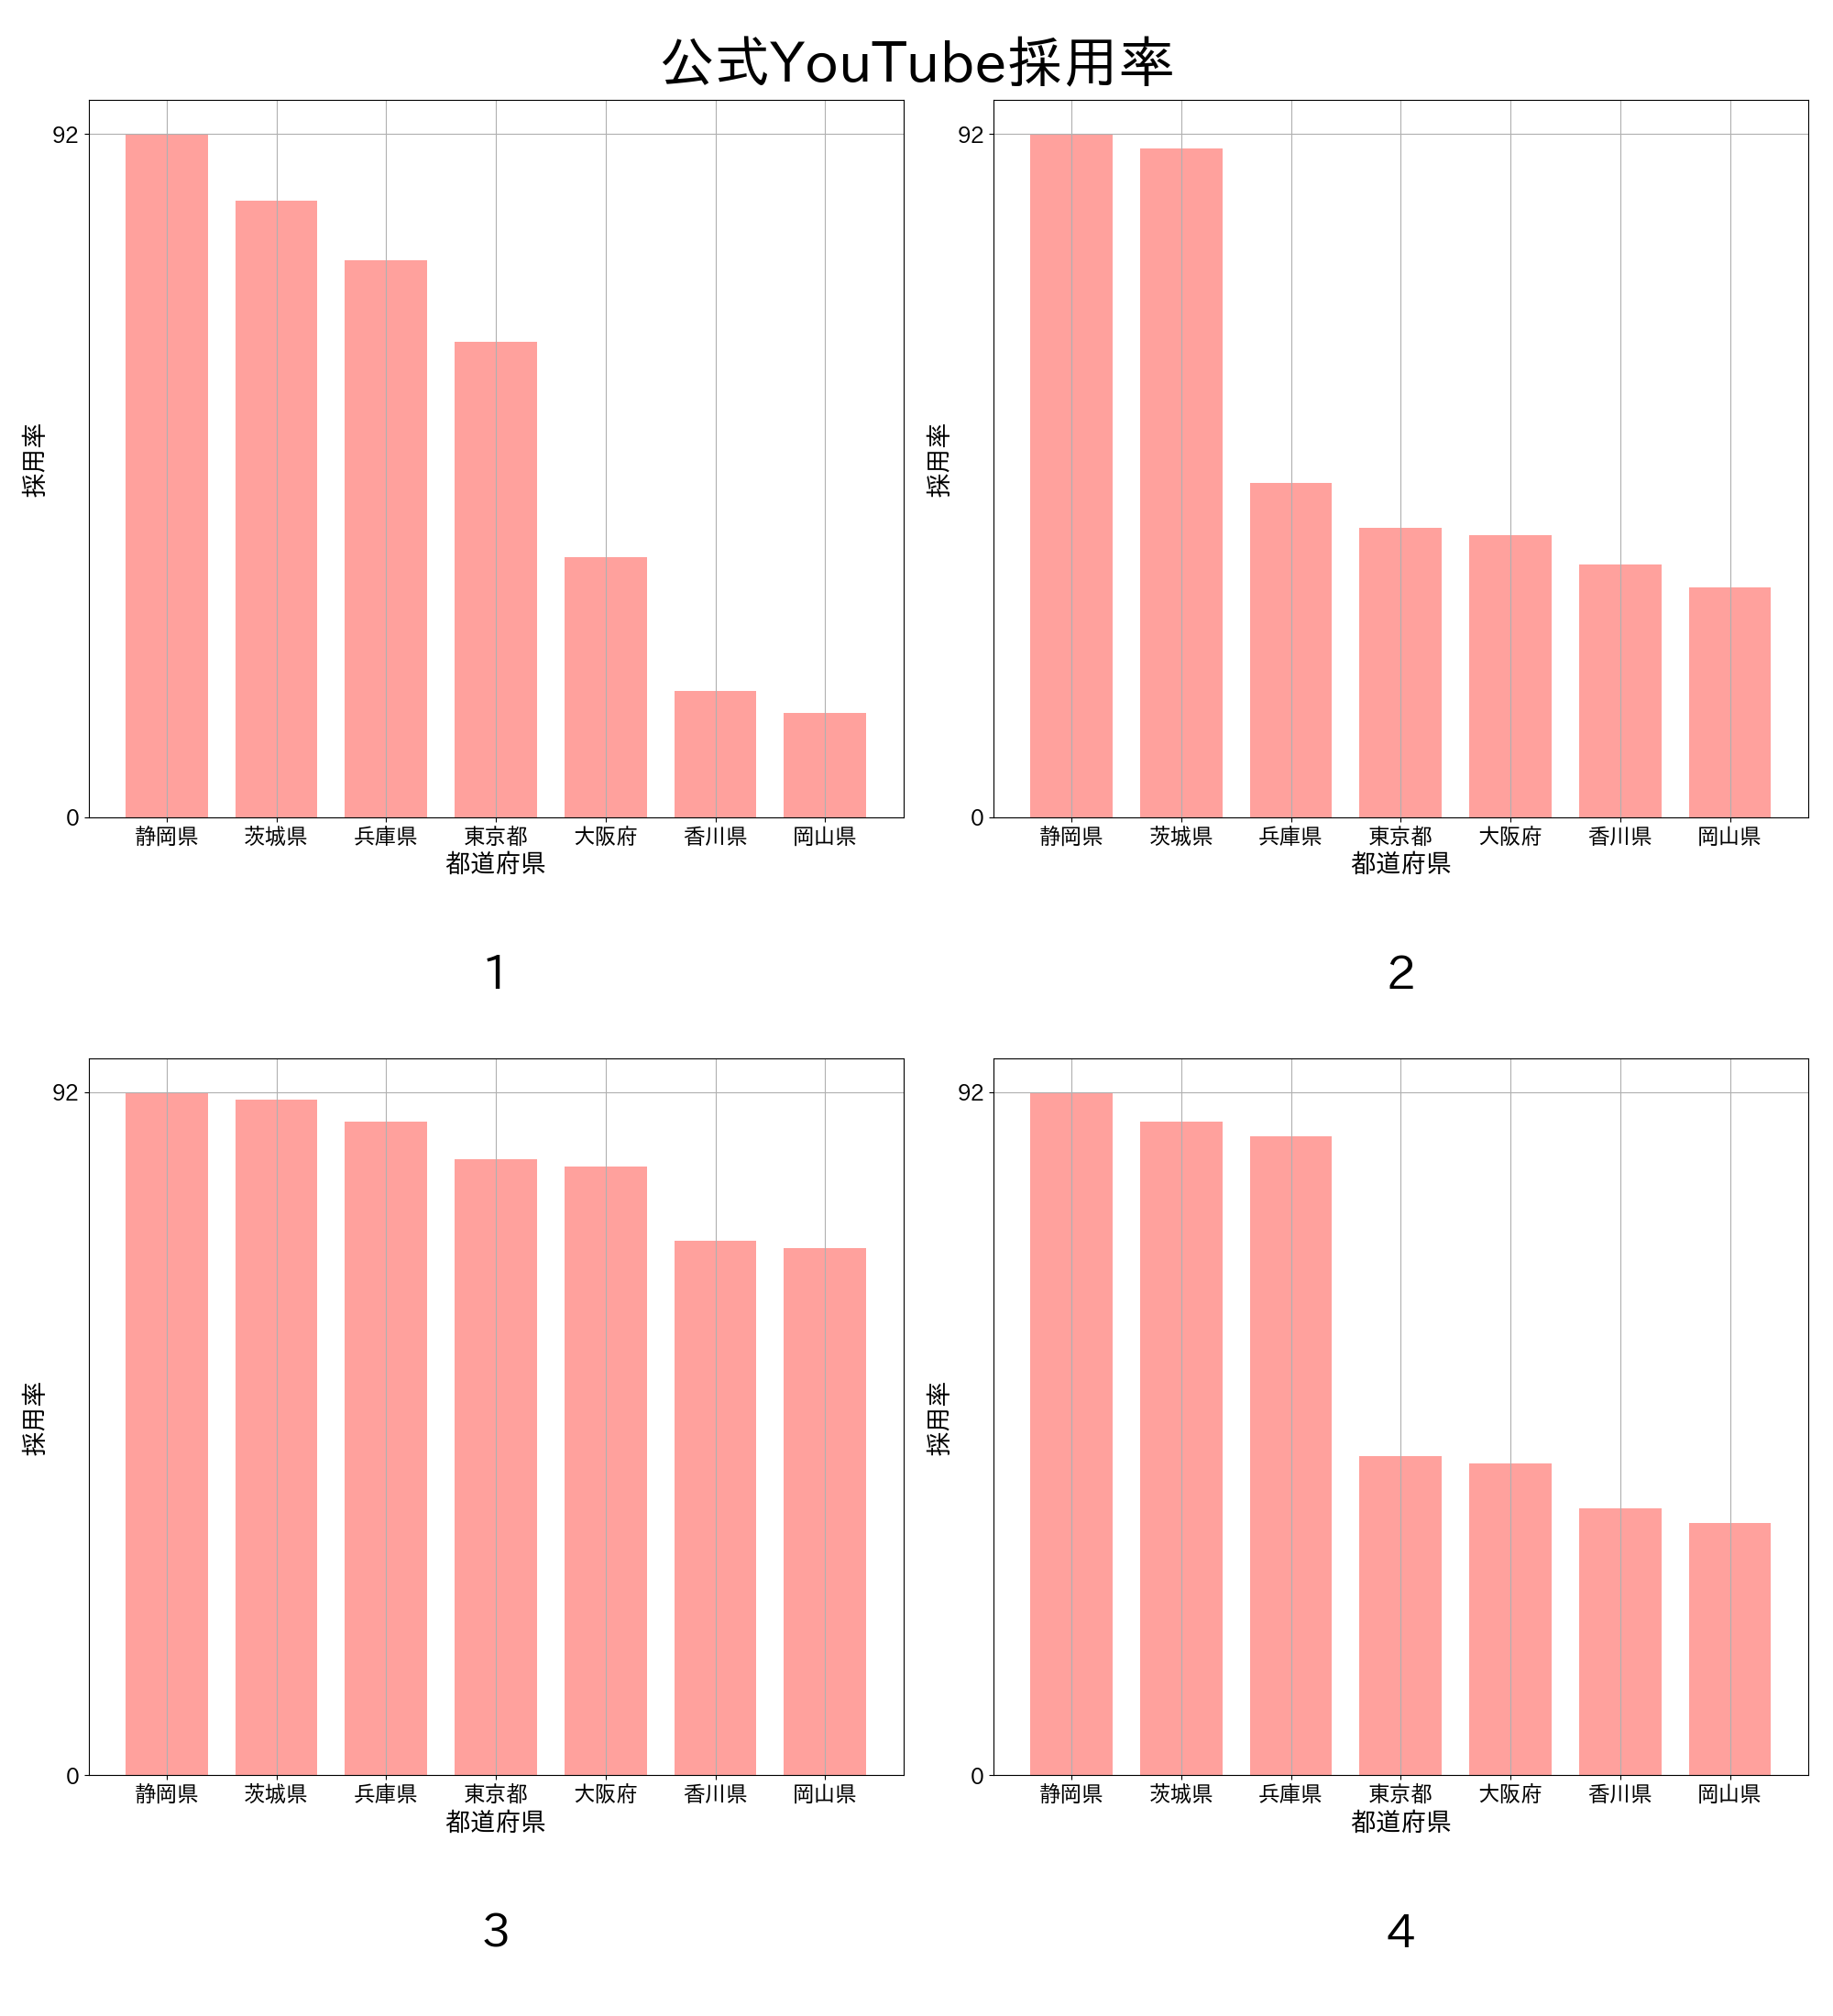 公式YouTube採用率
92
0
採用率
静岡県 茨城県 兵庫県 東京都 大阪府 香川県 岡山県
都道府県
1
92
0
採用率
静岡県 茨城県 兵庫県 東京都 大阪府 香川県 岡山県
都道府県
2
92
0
採用率
静岡県 茨城県 兵庫県 東京都 大阪府 香川県 岡山県
都道府県
3
92
0
採用率
静岡県 茨城県 兵庫県 東京都 大阪府 香川県 岡山県
都道府県
4